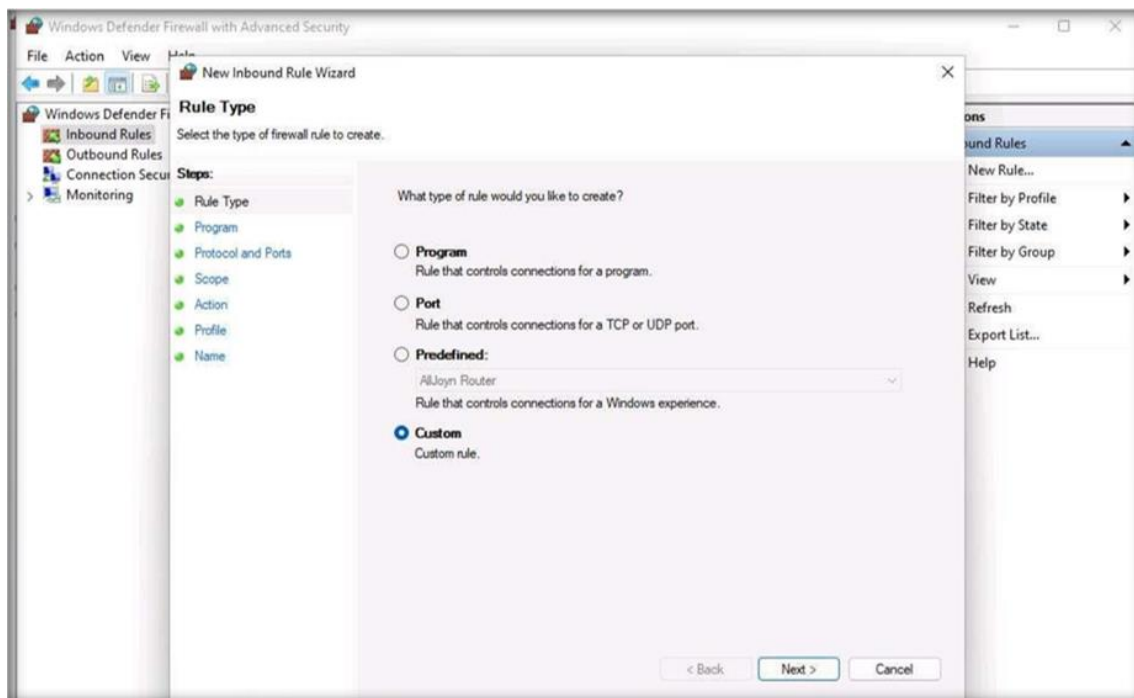 Windows Defender Firewall with Advanced Security
File Action View Help
New Inbound Rule Wizard
Rule Type
Select the type of firewall rule to create.
Windows Defender Fi
Inbound Rules
Outbound Rules
Connection Secu
Monitoring
Steps:
Rule Type
Program
Protocol and Ports
Scope
Action
Profile
Name
What type of rule would you like to create?
Program
Rule that controls connections for a program.
Port
Rule that controls connections for a TCP or UDP port.
Predefined:
AllJoyn Router
Rule that controls connections for a Windows experience.
Custom
Custom rule.
< Back Next > Cancel
ons
ound Rules
New Rule...
Filter by Profile
Filter by State
Filter by Group
View
Refresh
Export List...
Help